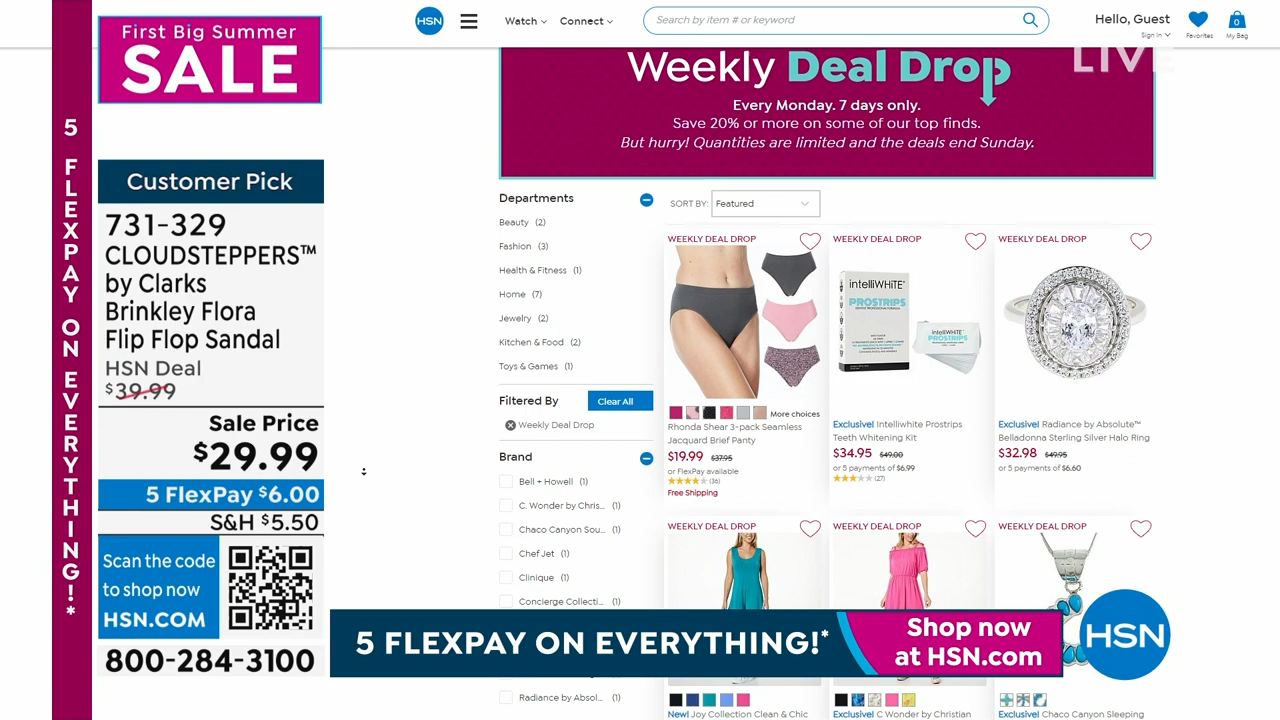 First Big Summer
SALE
5 FLEXPAY ON EVERYTHING!*
Customer Pick
731-329
CLOUDSTEPPERS™
by Clarks
Brinkley Flora
Flip Flop Sandal
HSN Deal
$39.99
Sale Price
$29.99
5 FlexPay $6.00
S&H $5.50
Scan the code
to shop now
HSN.COM
800-284-3100
HSN
Watch
Connect
Search by item # or keyword
Hello, Guest
Sign in
Favorites
0
My Bag
LIVE
Weekly Deal Drop
Every Monday. 7 days only.
Save 20% or more on some of our top finds.
But hurry! Quantities are limited and the deals end Sunday.
Departments
Beauty (2)
Fashion (3)
Health & Fitness (1)
Home (7)
Jewelry (2)
Kitchen & Food (2)
Toys & Games (1)
Filtered By
Clear All
Weekly Deal Drop
Brand
Bell + Howell (1)
C. Wonder by Chris... (1)
Chaco Canyon Sou... (1)
Chef Jet (1)
Clinique (1)
Concierge Collecti... (1)
Radiance by Absol... (1)
SORT BY: Featured
WEEKLY DEAL DROP
More choices
Rhonda Shear 3-pack Seamless
Jacquard Brief Panty
$19.99 $37.95
or FlexPay available
(36)
Free Shipping
WEEKLY DEAL DROP
intelliWHiTE
PROSTRIPS
intelliWHiTE
PROSTRIPS
Exclusive! Intelliwhite Prostrips
Teeth Whitening Kit
$34.95 $49.00
or 5 payments of $6.99
(27)
WEEKLY DEAL DROP
Exclusive! Radiance by Absolute™
Belladonna Sterling Silver Halo Ring
$32.98 $49.95
or 5 payments of $6.60
WEEKLY DEAL DROP
New! Joy Collection Clean & Chic
WEEKLY DEAL DROP
Exclusive! C Wonder by Christian
WEEKLY DEAL DROP
Exclusive! Chaco Canyon Sleeping
5 FLEXPAY ON EVERYTHING!*
Shop now
at HSN.com
HSN